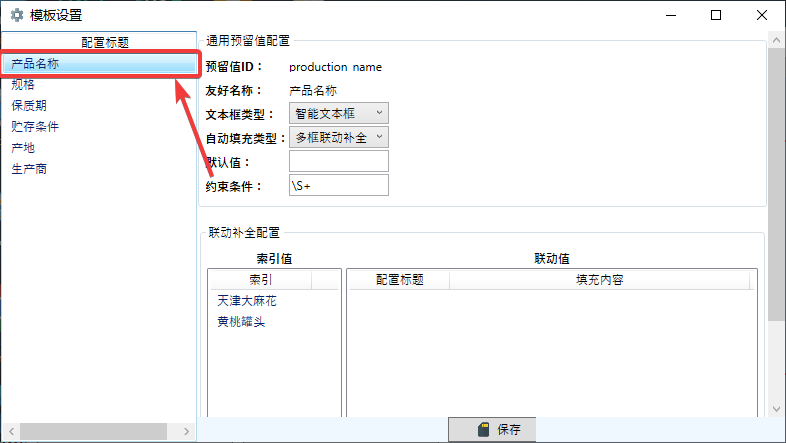 模板设置
配置标题
产品名称
规格
保质期
贮存条件
产地
生产商
通用预留值配置
预留值ID： production name
友好名称： 产品名称
文本框类型： 智能文本框
自动填充类型： 多框联动补全
默认值：
约束条件： \S+
联动补全配置
索引值 联动值
索引 配置标题 填充内容
天津大麻花
黄桃罐头
保存